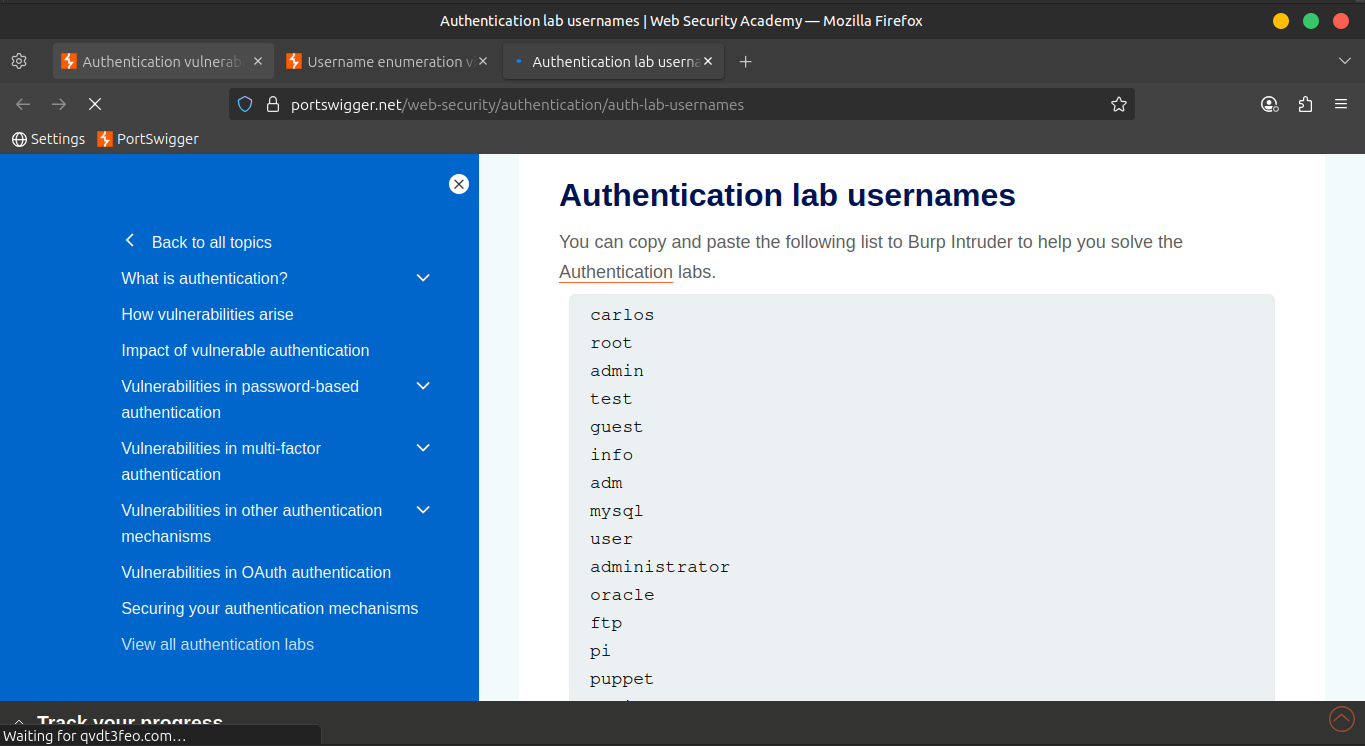 Authentication lab usernames | Web Security Academy — Mozilla Firefox
Authentication vulnerab
Username enumeration v
Authentication lab userna
portswigger.net/web-security/authentication/auth-lab-usernames
Settings
PortSwigger
Back to all topics
What is authentication?
How vulnerabilities arise
Impact of vulnerable authentication
Vulnerabilities in password-based
authentication
Vulnerabilities in multi-factor
authentication
Vulnerabilities in other authentication
mechanisms
Vulnerabilities in OAuth authentication
Securing your authentication mechanisms
View all authentication labs
Authentication lab usernames
You can copy and paste the following list to Burp Intruder to help you solve the
Authentication labs.
carlos
root
admin
test
guest
info
adm
mysql
user
administrator
oracle
ftp
pi
puppet
Track your progress
Waiting for qvdt3feo.com…